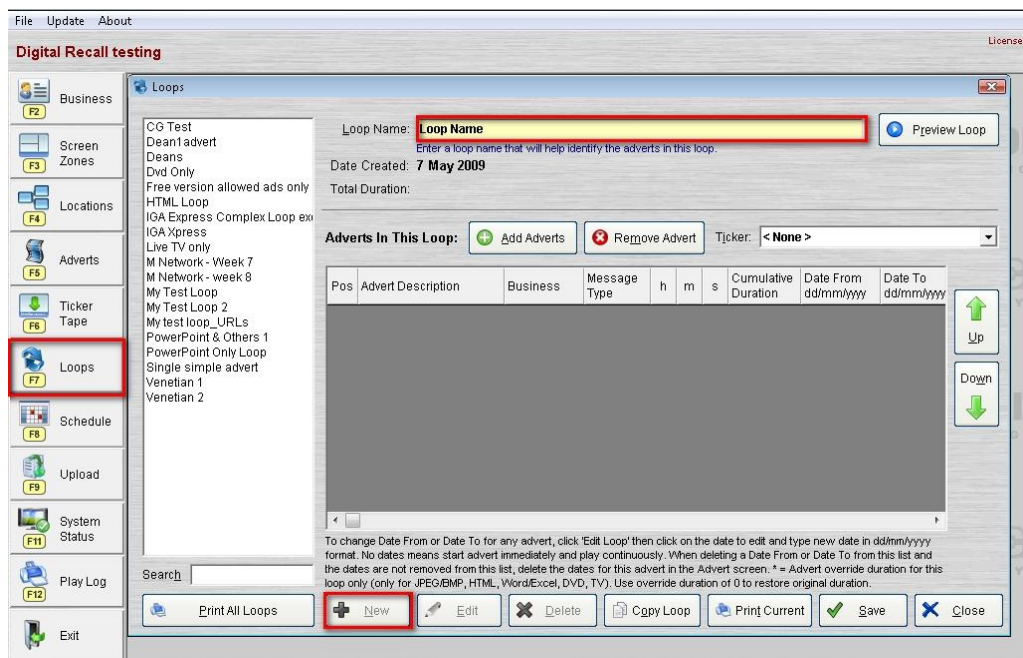 File Update About
Digital Recall testing
License
F2 Business
F3 Screen Zones
F4 Locations
F5 Adverts
F6 Ticker Tape
F7 Loops
F8 Schedule
F9 Upload
F11 System Status
F12 Play Log
Exit
Loops
CG Test
Dean1advert
Deans
Dvd Only
Free version allowed ads only
HTML Loop
IGA Express Complex Loop ex
IGA Xpress
Live TV only
M Network - Week 7
M Network - week 8
My Test Loop
My Test Loop 2
My test loop_URLs
PowerPoint & Others 1
PowerPoint Only Loop
Single simple advert
Venetian 1
Venetian 2
Search
Print All Loops
Loop Name: Loop Name
Preview Loop
Enter a loop name that will help identify the adverts in this loop.
Date Created: 7 May 2009
Total Duration:
Adverts In This Loop: Add Adverts Remove Advert Ticker: < None >
Pos Advert Description Business Message Type h m s Cumulative Duration Date From dd/mm/yyyy Date To dd/mm/yyyy
Up
Down
To change Date From or Date To for any advert, click 'Edit Loop' then click on the date to edit and type new date in dd/mm/yyyy
format. No dates means start advert immediately and play continuously. When deleting a Date From or Date To from this list and
the dates are not removed from this list, delete the dates for this advert in the Advert screen. * = Advert override duration for this
loop only (only for JPEG/BMP, HTML, Word/Excel, DVD, TV). Use override duration of 0 to restore original duration.
New Edit Delete Copy Loop Print Current Save Close